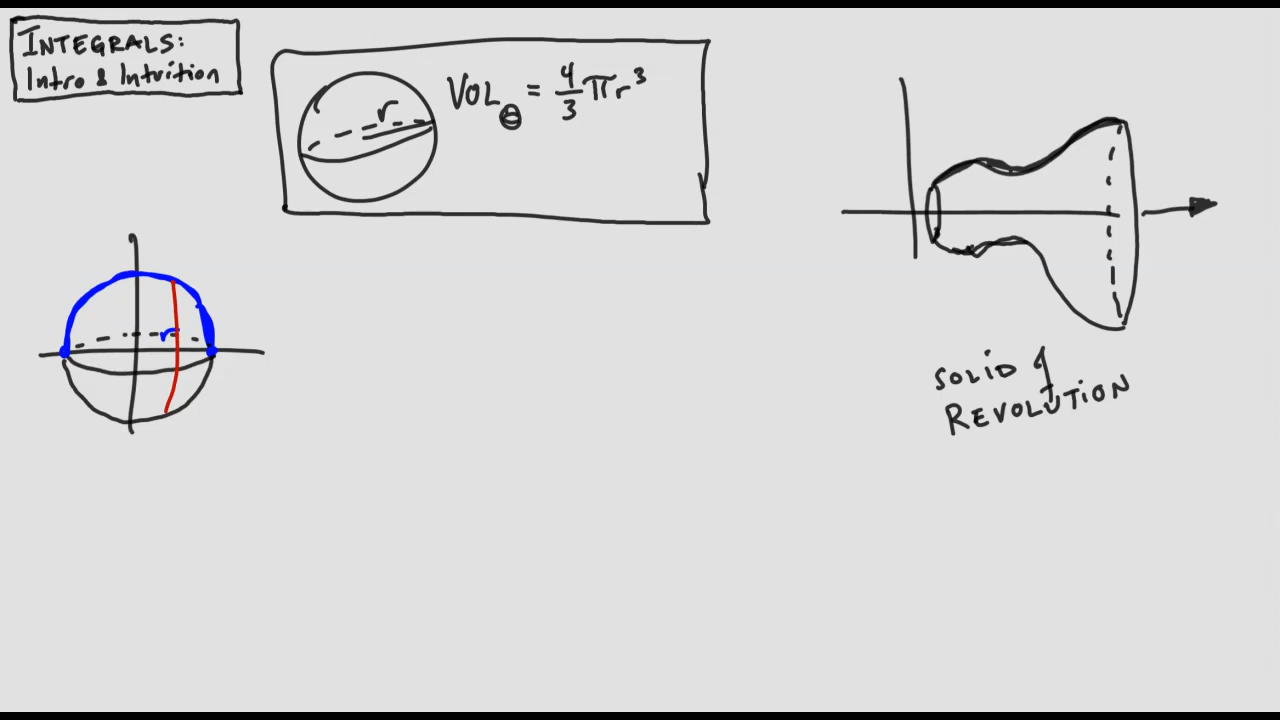 INTEGRALS:
Intro & Intuition
r
VOL = 4/3 πr³
r
SOLID of
REVOLUTION